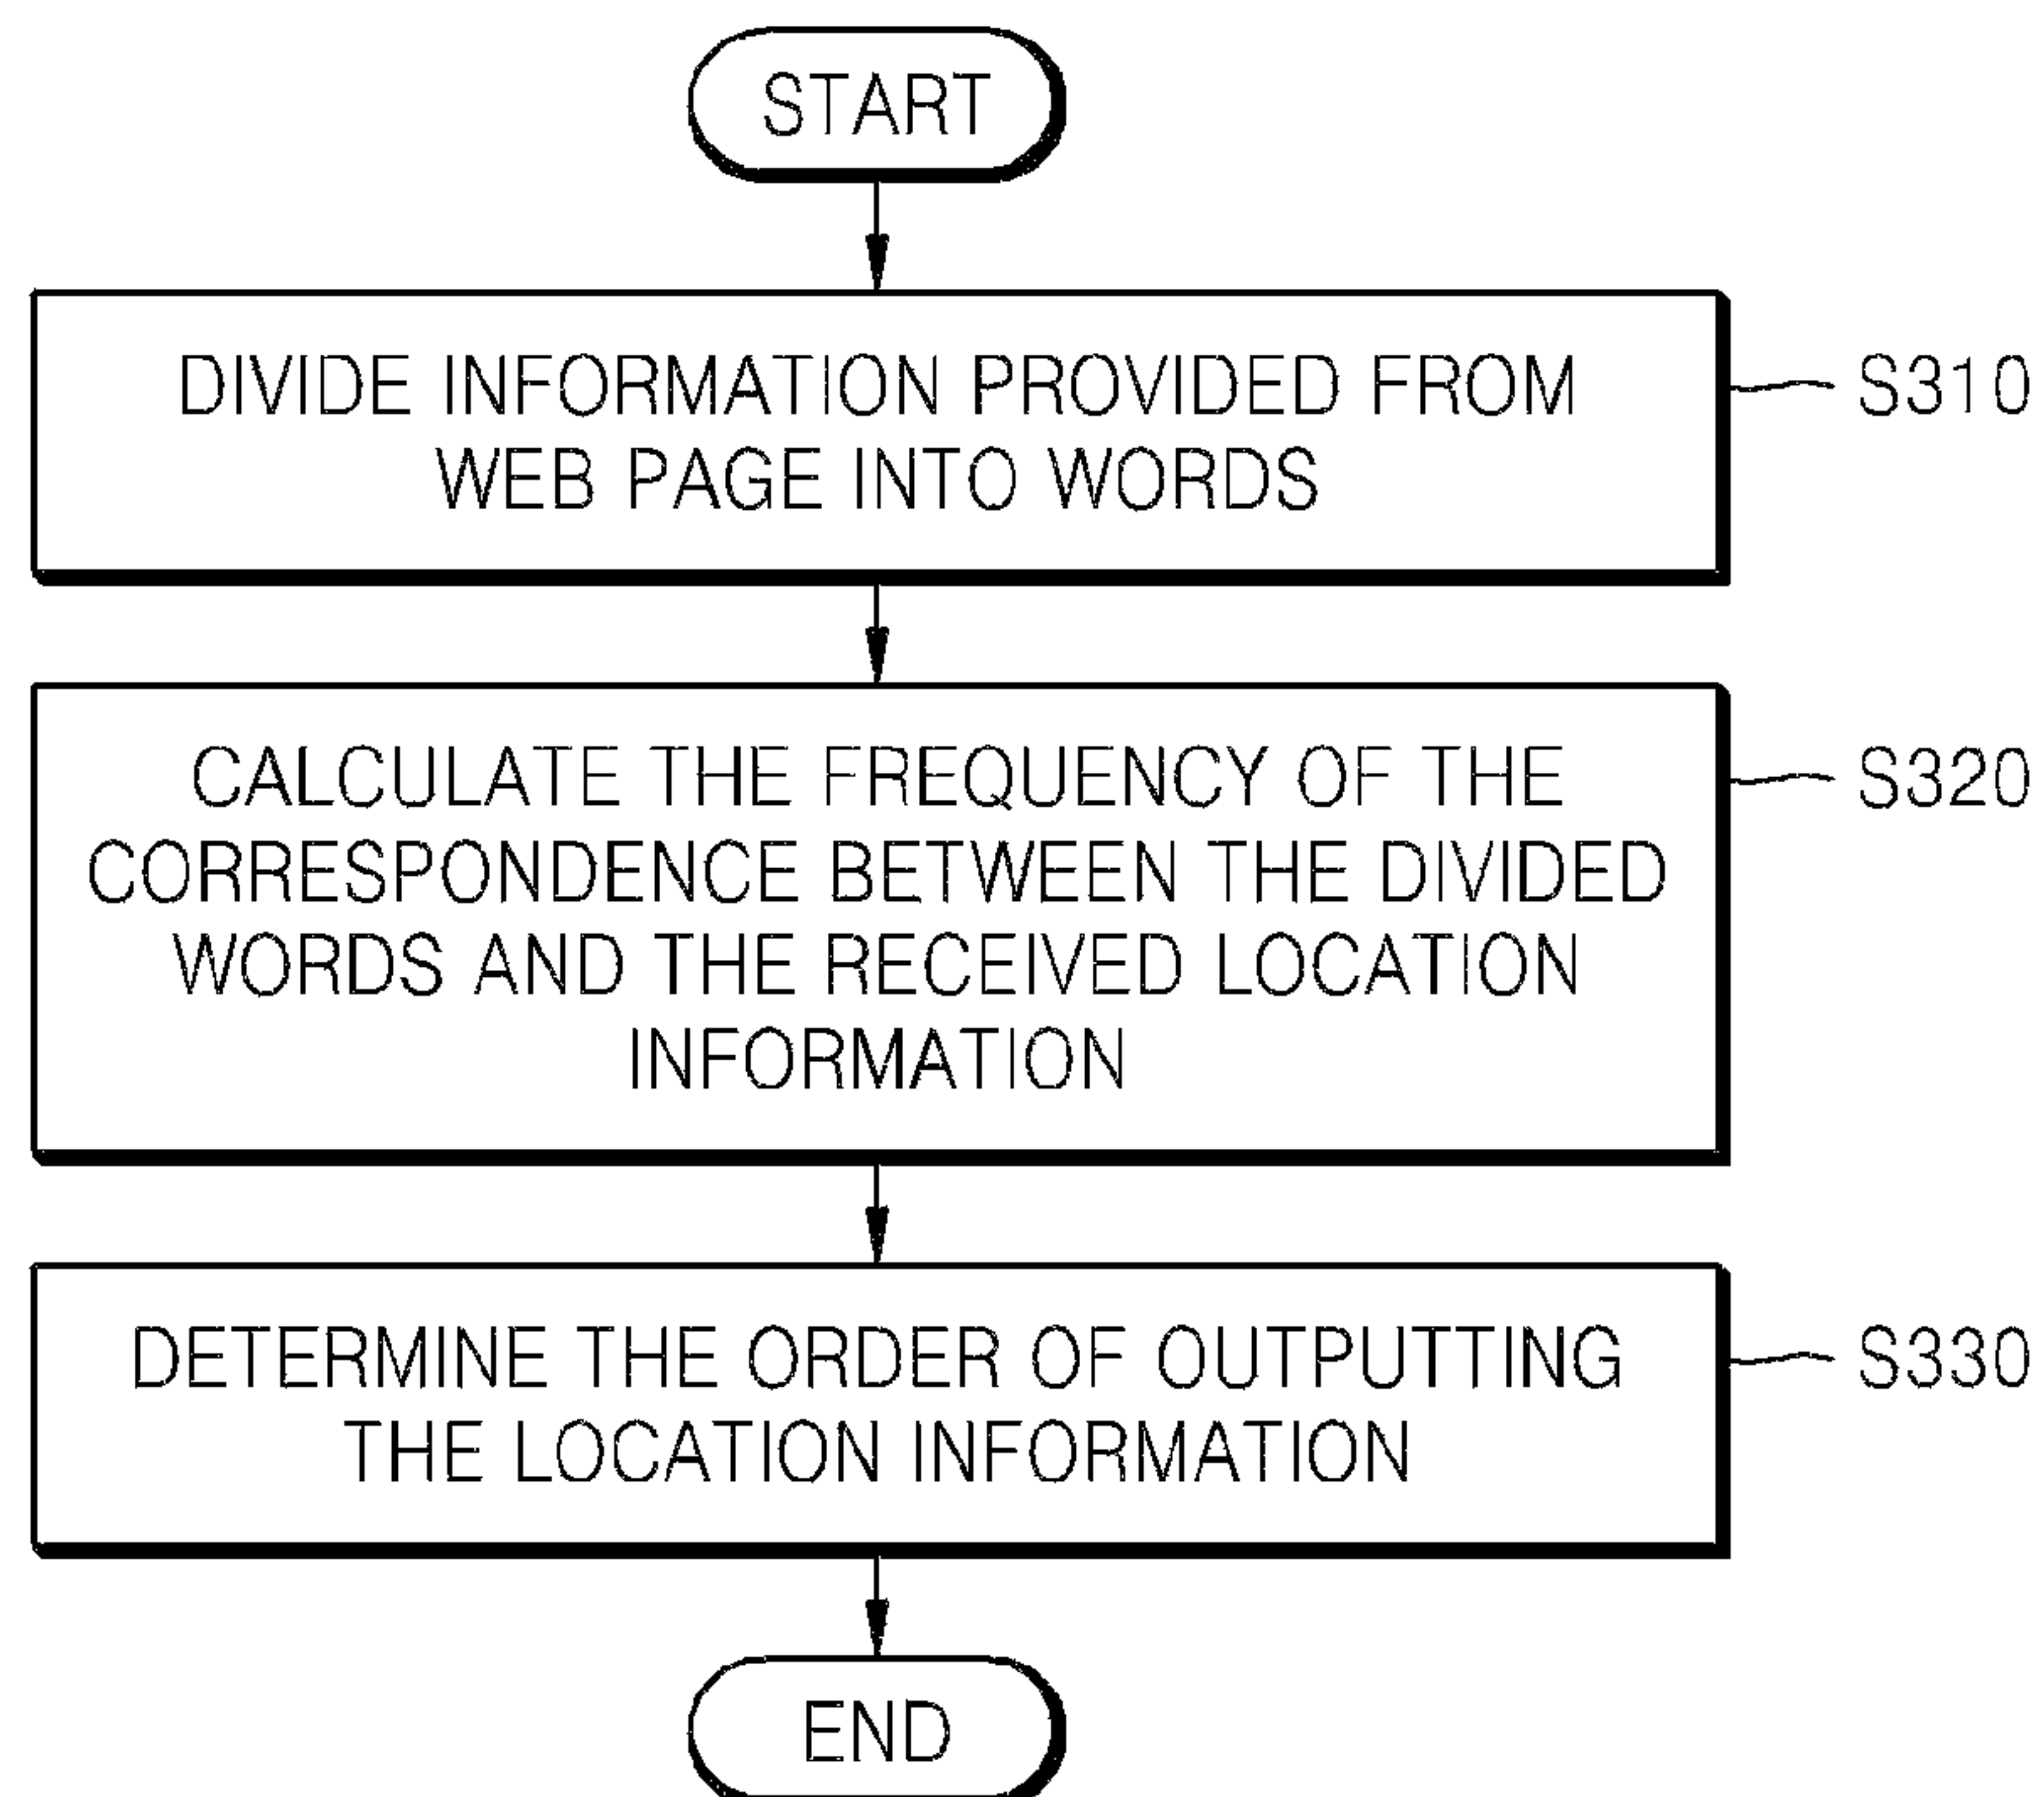 START
DIVIDE INFORMATION PROVIDED FROM
WEB PAGE INTO WORDS
S310
CALCULATE THE FREQUENCY OF THE
CORRESPONDENCE BETWEEN THE DIVIDED
WORDS AND THE RECEIVED LOCATION
INFORMATION
S320
DETERMINE THE ORDER OF OUTPUTTING
THE LOCATION INFORMATION
S330
END